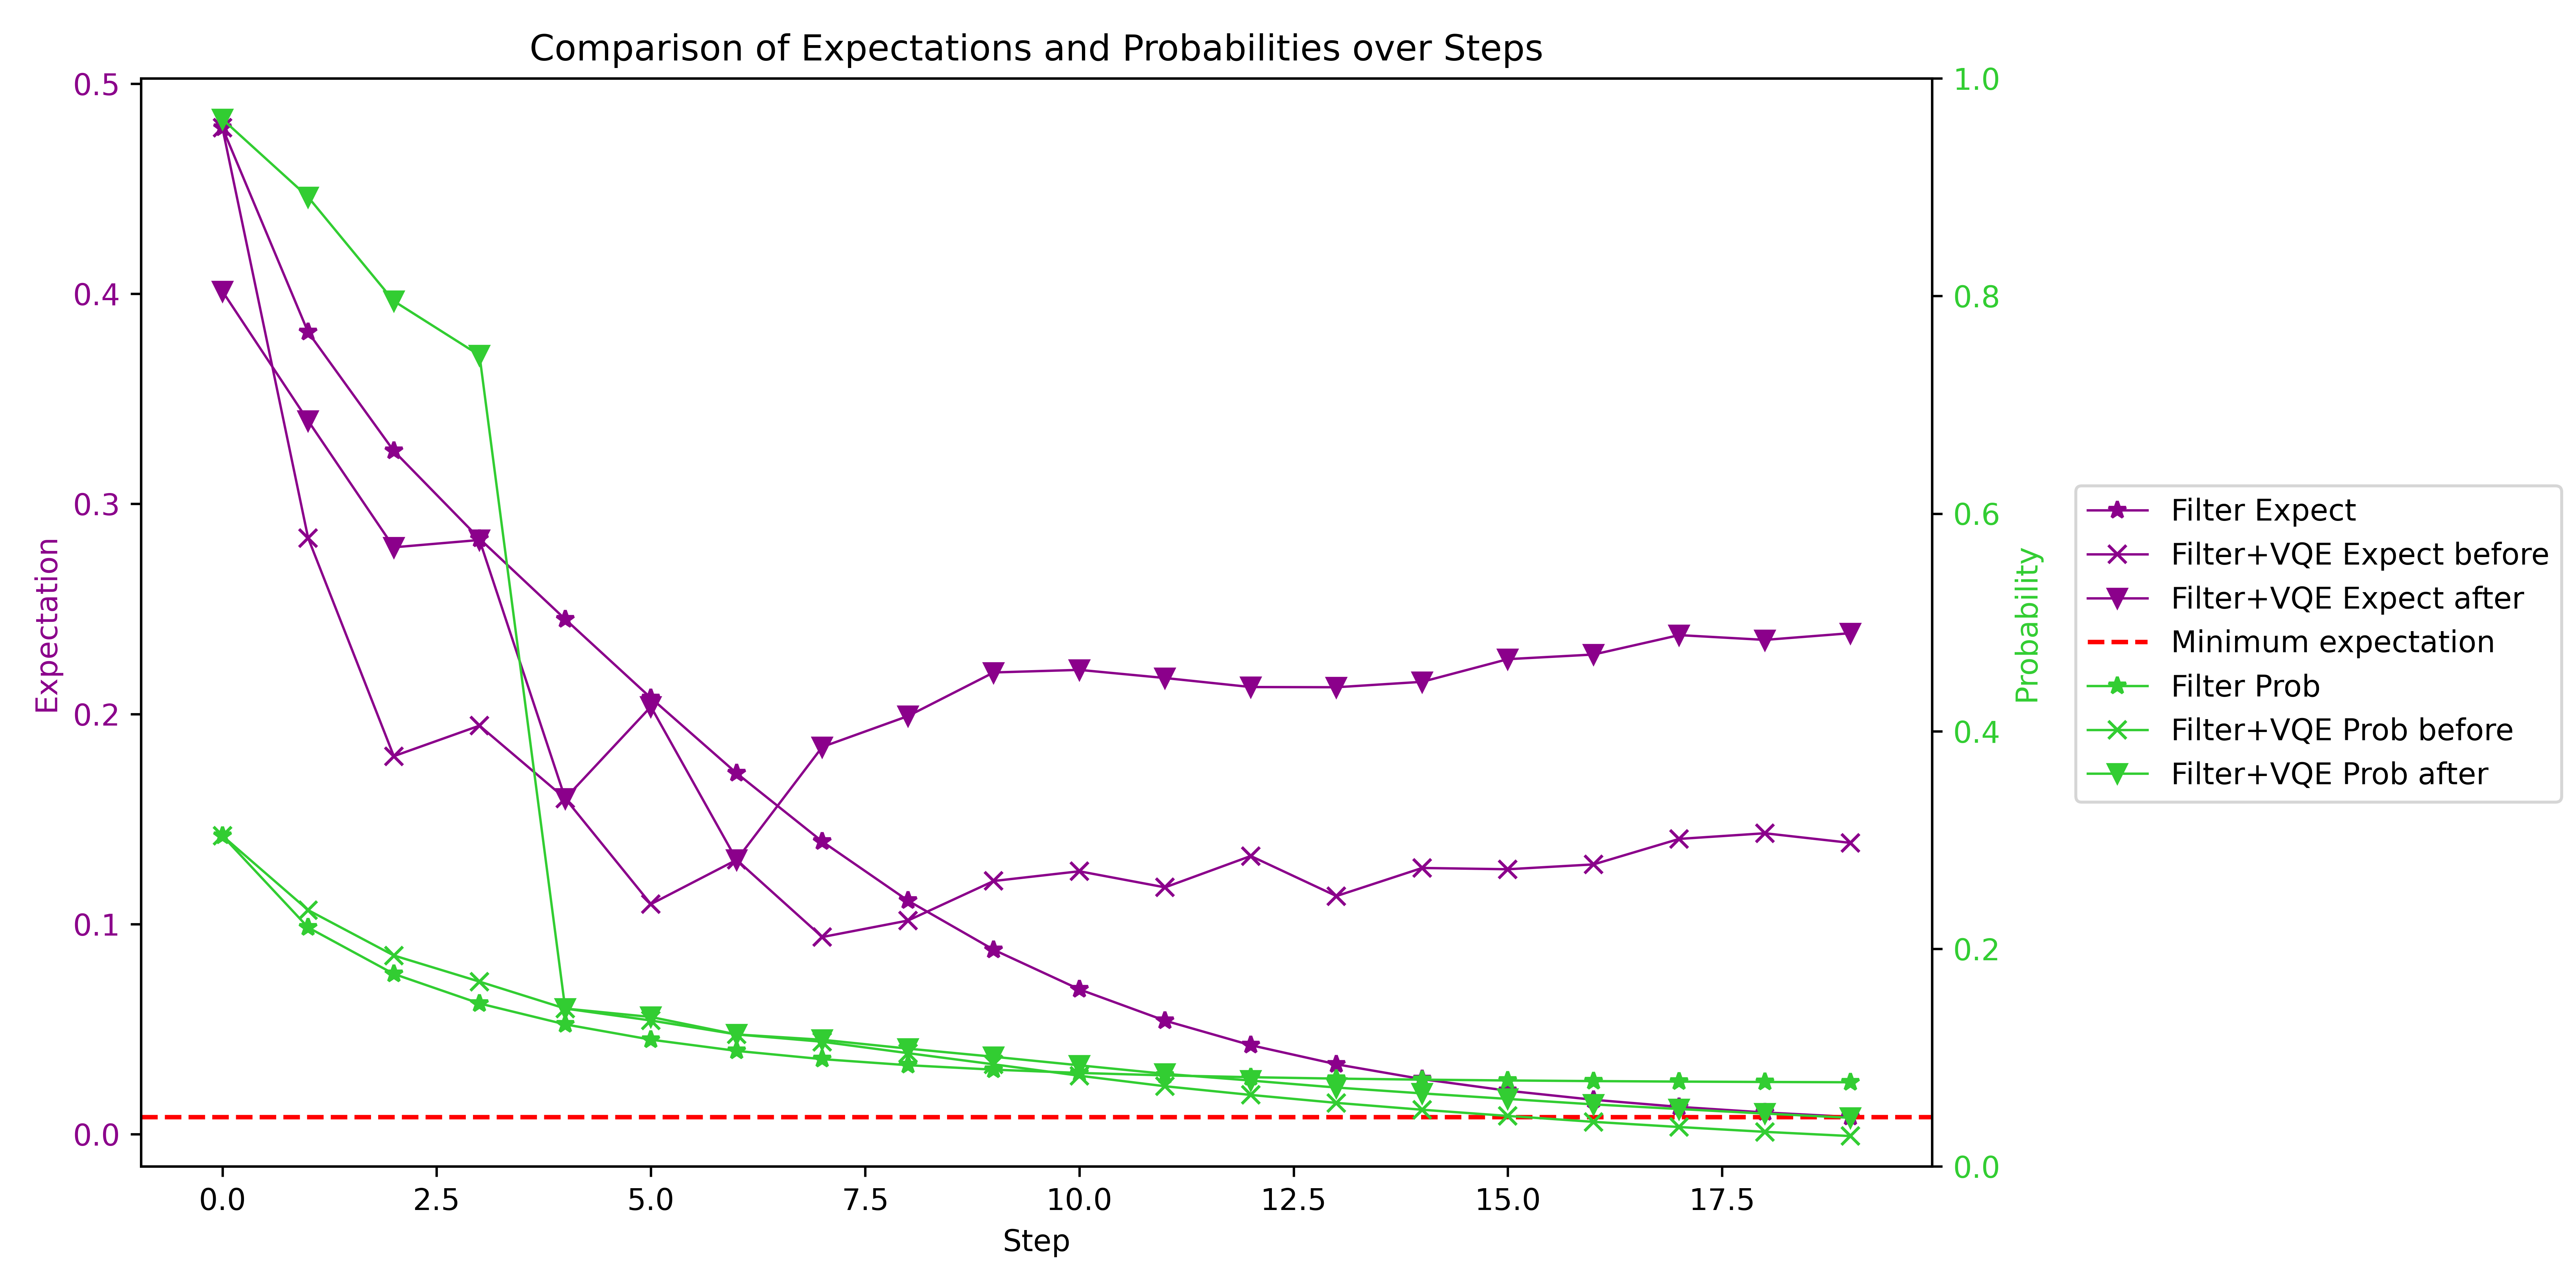 Comparison of Expectations and Probabilities over Steps
0.5
0.4
0.3
0.2
0.1
0.0
Expectation
0.0
2.5
5.0
7.5
10.0
12.5
15.0
17.5
Step
1.0
0.8
0.6
0.4
0.2
0.0
Probability
Filter Expect
Filter+VQE Expect before
Filter+VQE Expect after
Minimum expectation
Filter Prob
Filter+VQE Prob before
Filter+VQE Prob after